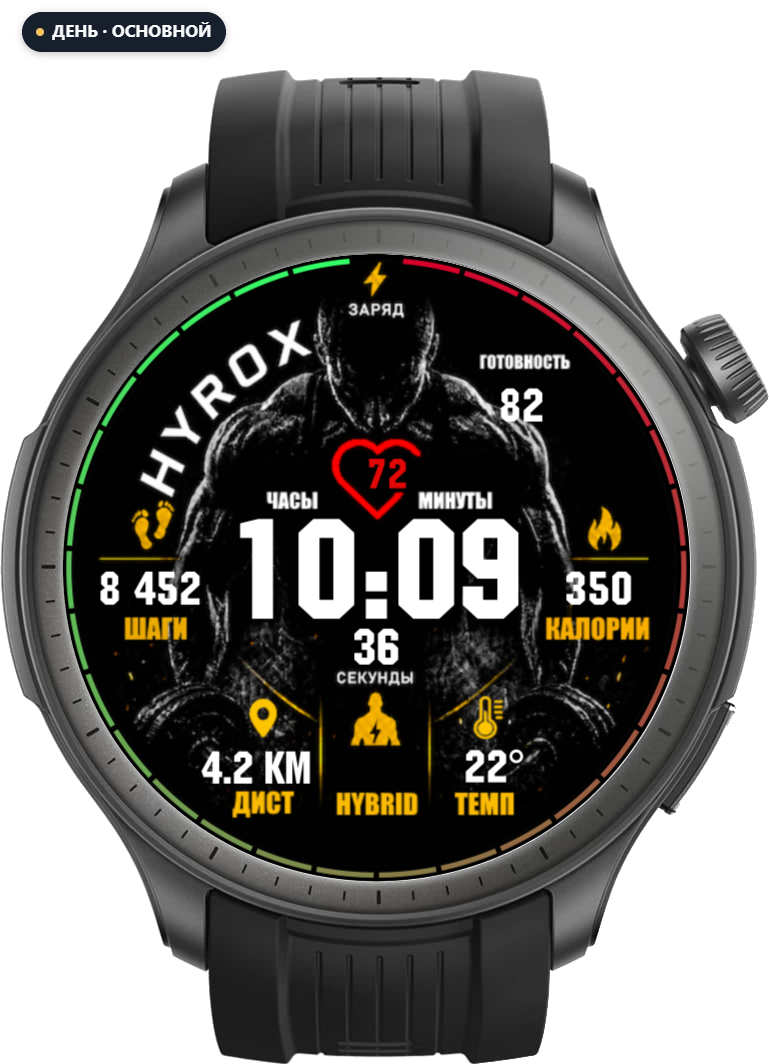 ДЕНЬ · ОСНОВНОЙ
ЗАРЯД
HYROX
ГОТОВНОСТЬ
82
72
ЧАСЫ МИНУТЫ
10:09
8 452
ШАГИ
350
КАЛОРИИ
36
СЕКУНДЫ
4.2 KM
ДИСТ
HYBRID
22°
ТЕМП